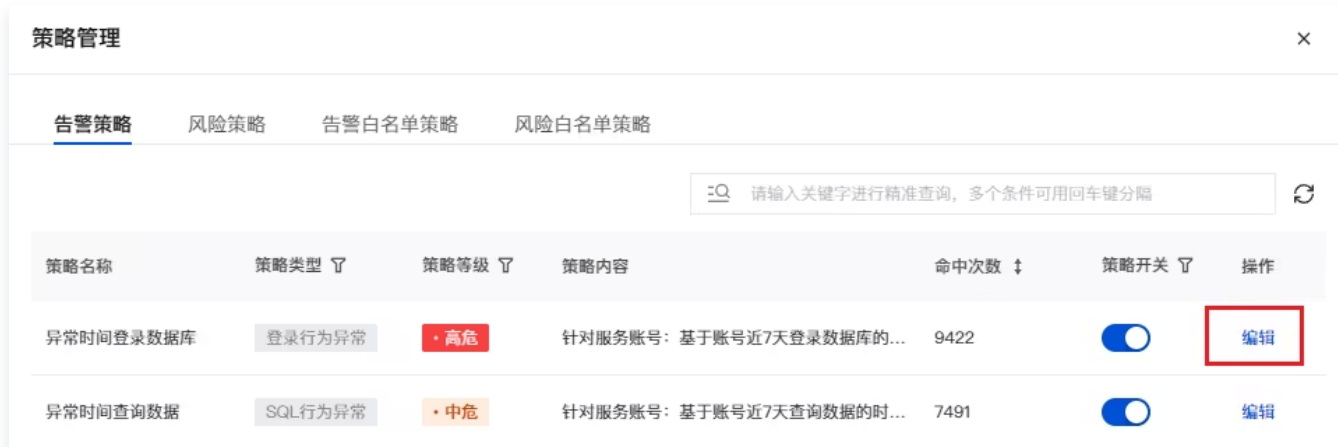 策略管理
告警策略 风险策略 告警白名单策略 风险白名单策略
请输入关键字进行精准查询，多个条件可用回车键分隔
策略名称 策略类型 策略等级 策略内容 命中次数 策略开关 操作
异常时间登录数据库 登录行为异常 · 高危 针对服务账号：基于账号近7天登录数据库的... 9422 编辑
异常时间查询数据 SQL行为异常 · 中危 针对服务账号：基于账号近7天查询数据的时... 7491 编辑